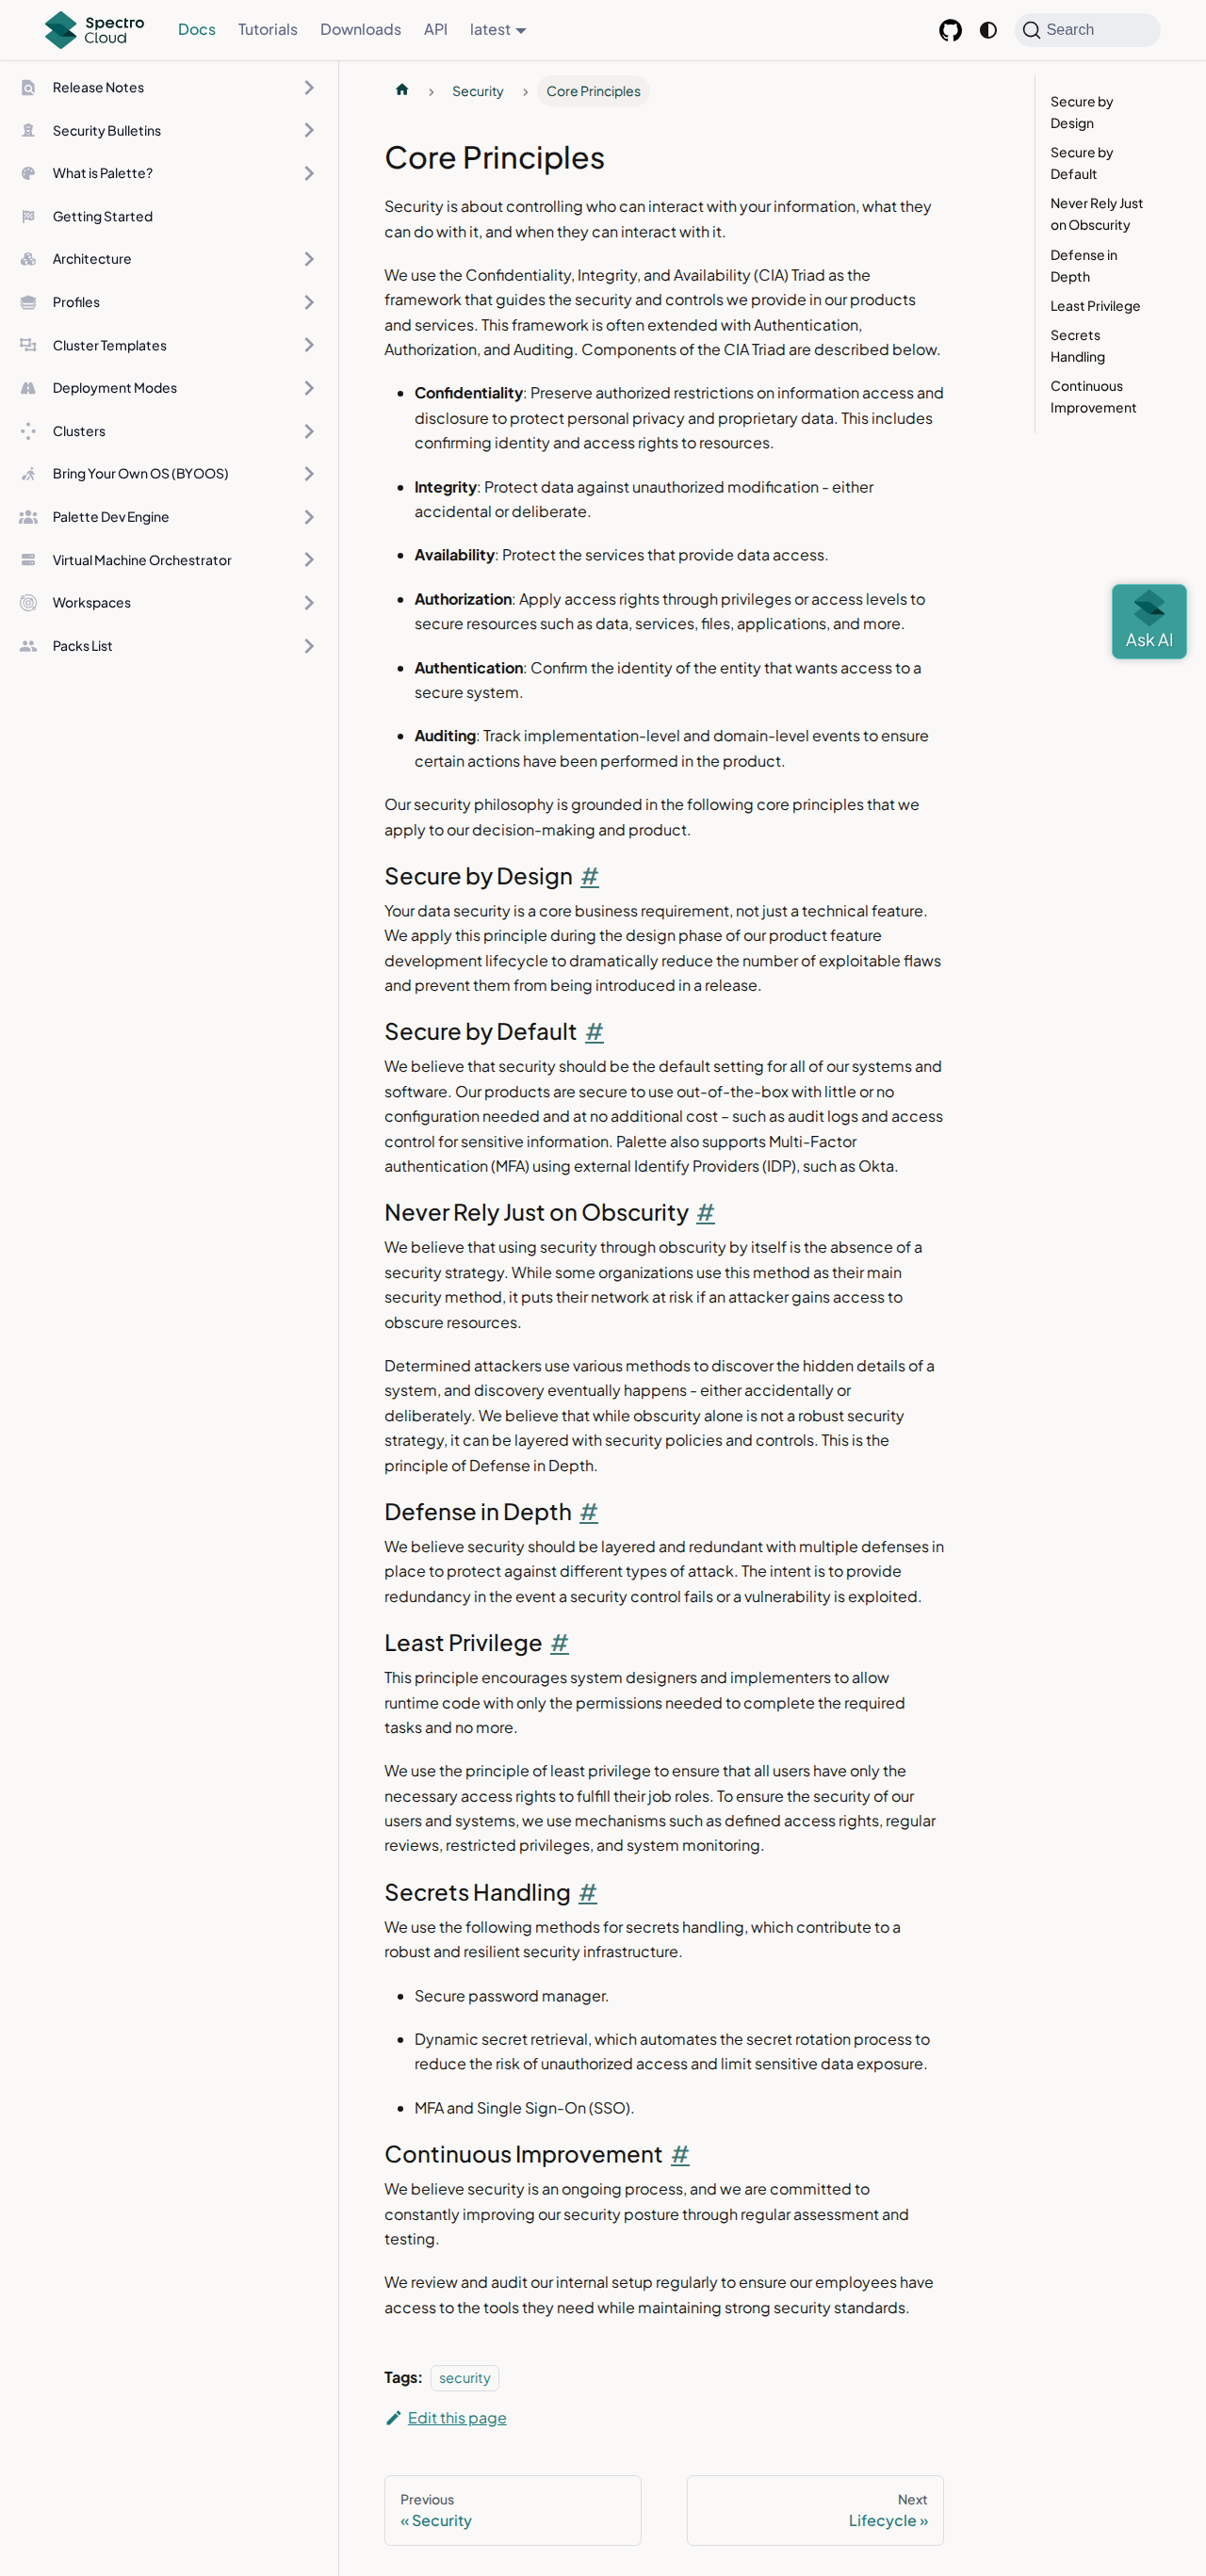 Spectro Cloud
Docs Tutorials Downloads API latest
Search
Release Notes
Security Bulletins
What is Palette?
Getting Started
Architecture
Profiles
Cluster Templates
Deployment Modes
Clusters
Bring Your Own OS (BYOOS)
Palette Dev Engine
Virtual Machine Orchestrator
Workspaces
Packs List
Security Core Principles
Core Principles
Security is about controlling who can interact with your information, what they
can do with it, and when they can interact with it.
We use the Confidentiality, Integrity, and Availability (CIA) Triad as the
framework that guides the security and controls we provide in our products
and services. This framework is often extended with Authentication,
Authorization, and Auditing. Components of the CIA Triad are described below.
Confidentiality: Preserve authorized restrictions on information access and
disclosure to protect personal privacy and proprietary data. This includes
confirming identity and access rights to resources.
Integrity: Protect data against unauthorized modification - either
accidental or deliberate.
Availability: Protect the services that provide data access.
Authorization: Apply access rights through privileges or access levels to
secure resources such as data, services, files, applications, and more.
Authentication: Confirm the identity of the entity that wants access to a
secure system.
Auditing: Track implementation-level and domain-level events to ensure
certain actions have been performed in the product.
Our security philosophy is grounded in the following core principles that we
apply to our decision-making and product.
Secure by Design #
Your data security is a core business requirement, not just a technical feature.
We apply this principle during the design phase of our product feature
development lifecycle to dramatically reduce the number of exploitable flaws
and prevent them from being introduced in a release.
Secure by Default #
We believe that security should be the default setting for all of our systems and
software. Our products are secure to use out-of-the-box with little or no
configuration needed and at no additional cost – such as audit logs and access
control for sensitive information. Palette also supports Multi-Factor
authentication (MFA) using external Identify Providers (IDP), such as Okta.
Never Rely Just on Obscurity #
We believe that using security through obscurity by itself is the absence of a
security strategy. While some organizations use this method as their main
security method, it puts their network at risk if an attacker gains access to
obscure resources.
Determined attackers use various methods to discover the hidden details of a
system, and discovery eventually happens - either accidentally or
deliberately. We believe that while obscurity alone is not a robust security
strategy, it can be layered with security policies and controls. This is the
principle of Defense in Depth.
Defense in Depth #
We believe security should be layered and redundant with multiple defenses in
place to protect against different types of attack. The intent is to provide
redundancy in the event a security control fails or a vulnerability is exploited.
Least Privilege #
This principle encourages system designers and implementers to allow
runtime code with only the permissions needed to complete the required
tasks and no more.
We use the principle of least privilege to ensure that all users have only the
necessary access rights to fulfill their job roles. To ensure the security of our
users and systems, we use mechanisms such as defined access rights, regular
reviews, restricted privileges, and system monitoring.
Secrets Handling #
We use the following methods for secrets handling, which contribute to a
robust and resilient security infrastructure.
Secure password manager.
Dynamic secret retrieval, which automates the secret rotation process to
reduce the risk of unauthorized access and limit sensitive data exposure.
MFA and Single Sign-On (SSO).
Continuous Improvement #
We believe security is an ongoing process, and we are committed to
constantly improving our security posture through regular assessment and
testing.
We review and audit our internal setup regularly to ensure our employees have
access to the tools they need while maintaining strong security standards.
Tags: security
Edit this page
Previous
« Security
Next
Lifecycle »
Secure by
Design
Secure by
Default
Never Rely Just
on Obscurity
Defense in
Depth
Least Privilege
Secrets
Handling
Continuous
Improvement
Ask AI